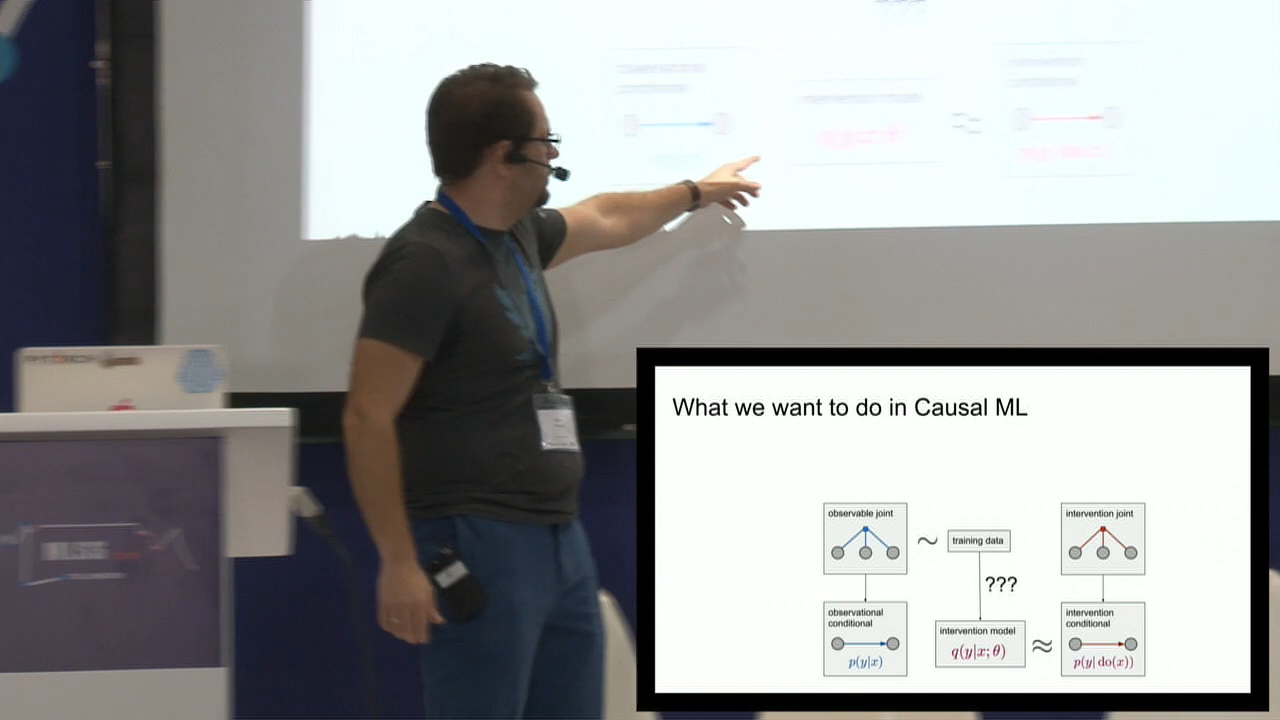 What we want to do in Causal ML
observable joint
~
training data
intervention joint
???
observational
conditional
p(y|x)
intervention model
q(y|x; θ)
≈
intervention
conditional
p(y| do(x))